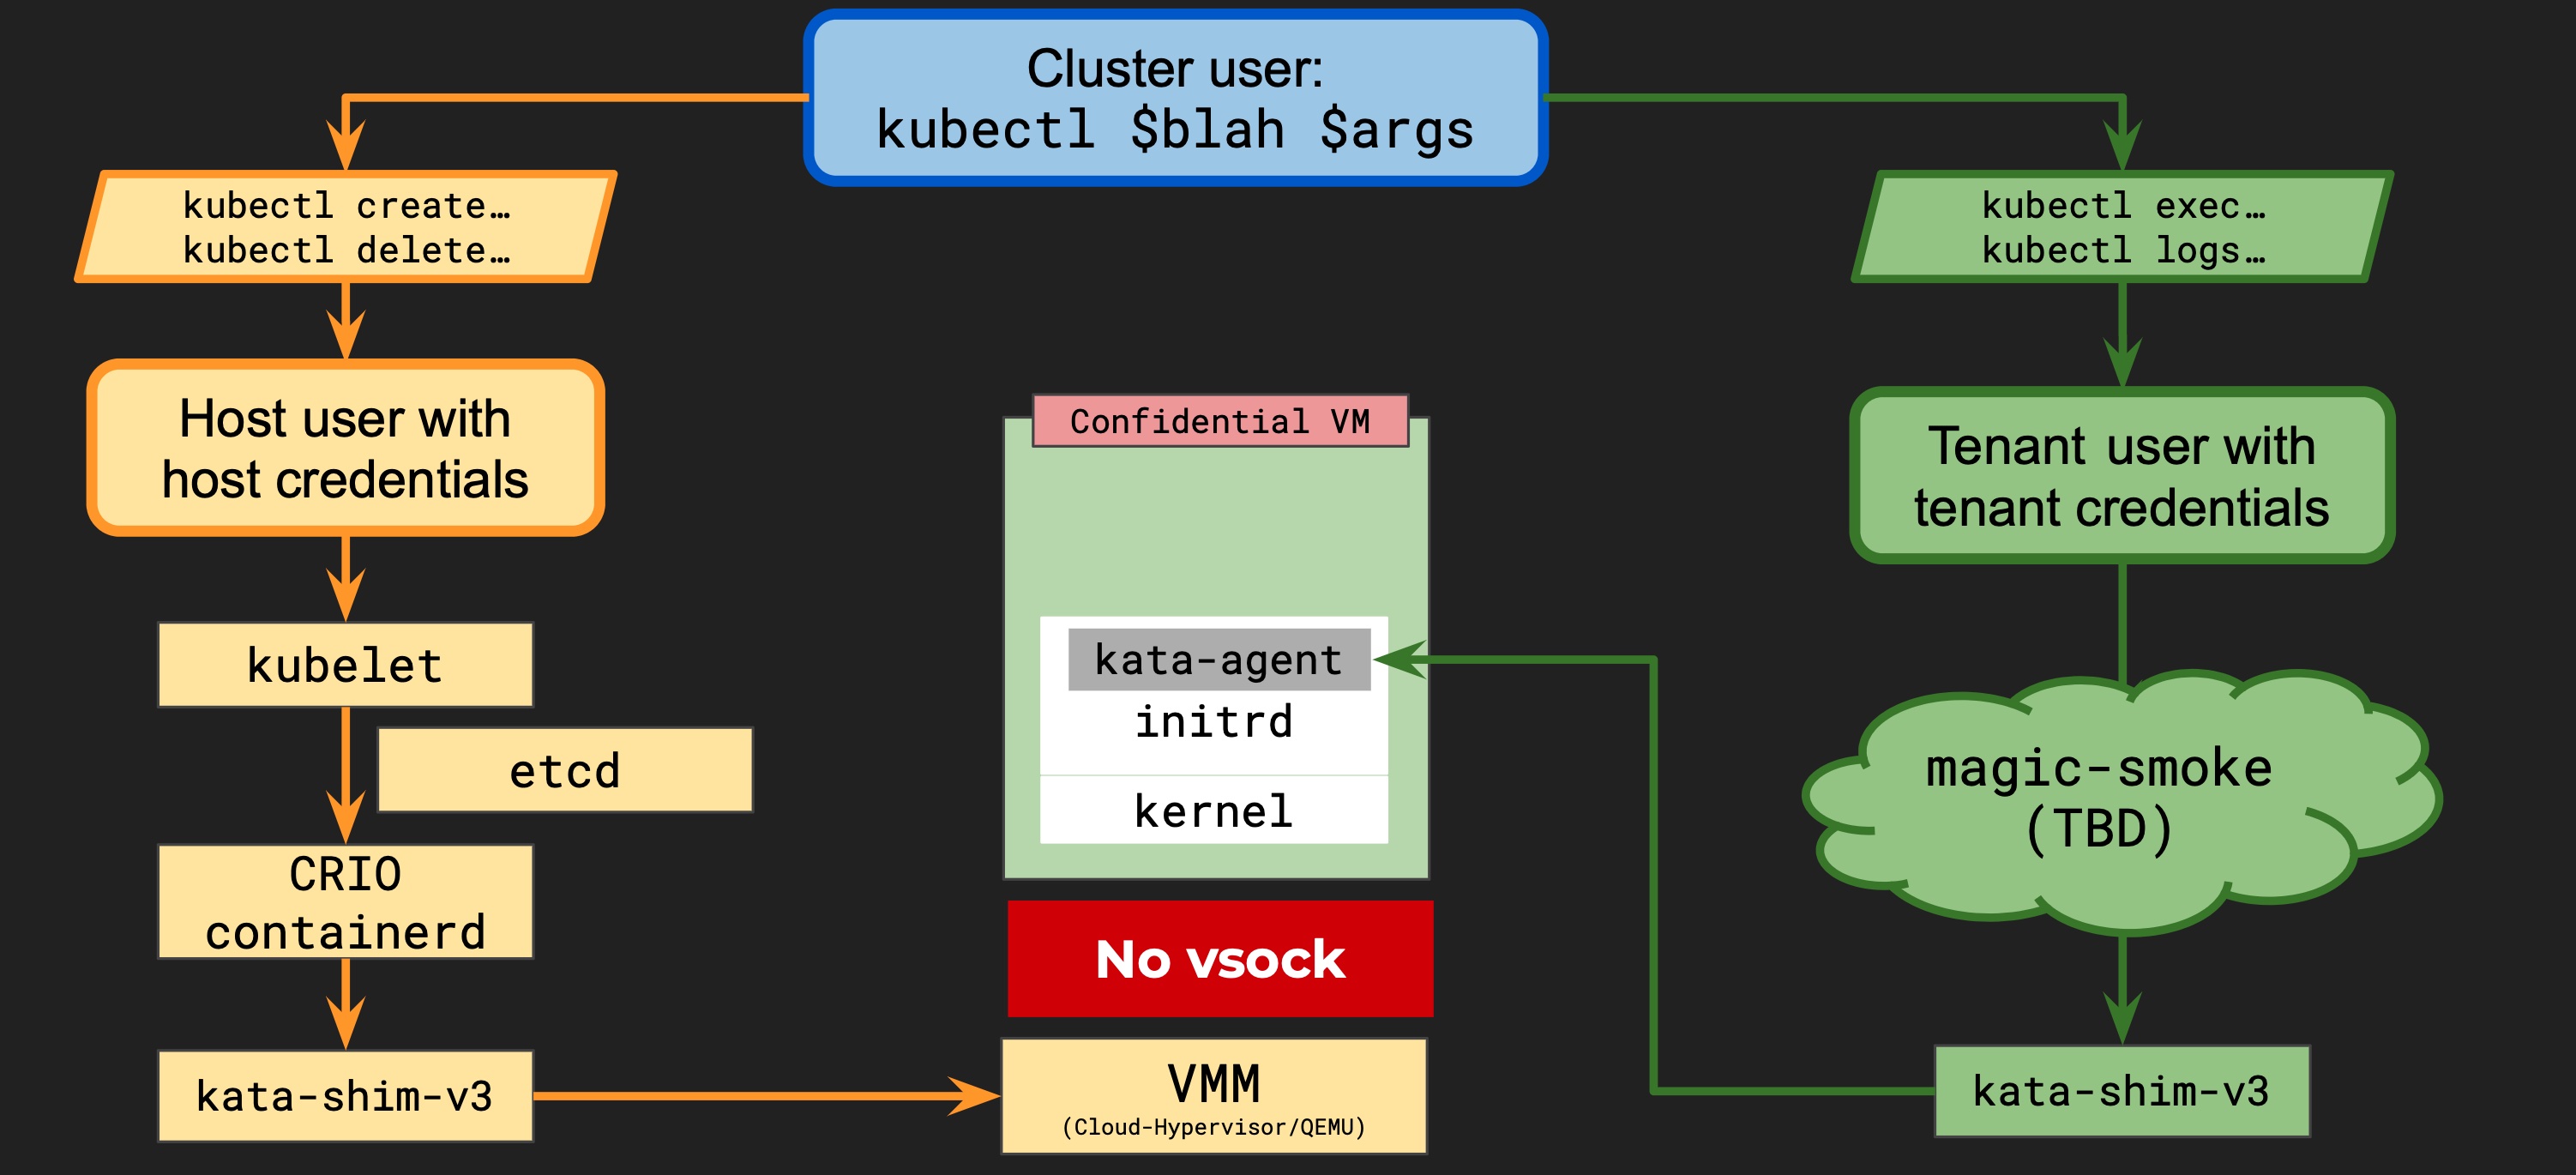 Cluster user:
kubectl $blah $args
kubectl create…
kubectl delete…
kubectl exec…
kubectl logs…
Host user with
host credentials
Confidential VM
Tenant user with
tenant credentials
kubelet
kata-agent
initrd
etcd
kernel
magic-smoke
(TBD)
CRIO
containerd
No vsock
kata-shim-v3
VMM
(Cloud-Hypervisor/QEMU)
kata-shim-v3